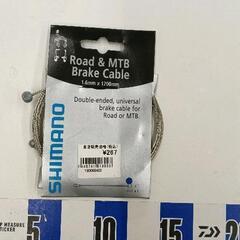 Road & MTB
Brake Cable
1.6mm x 1700mm
Double-ended, universal
brake cable for
Road or MTB.
SHIMANO
¥267
5
10
15
20